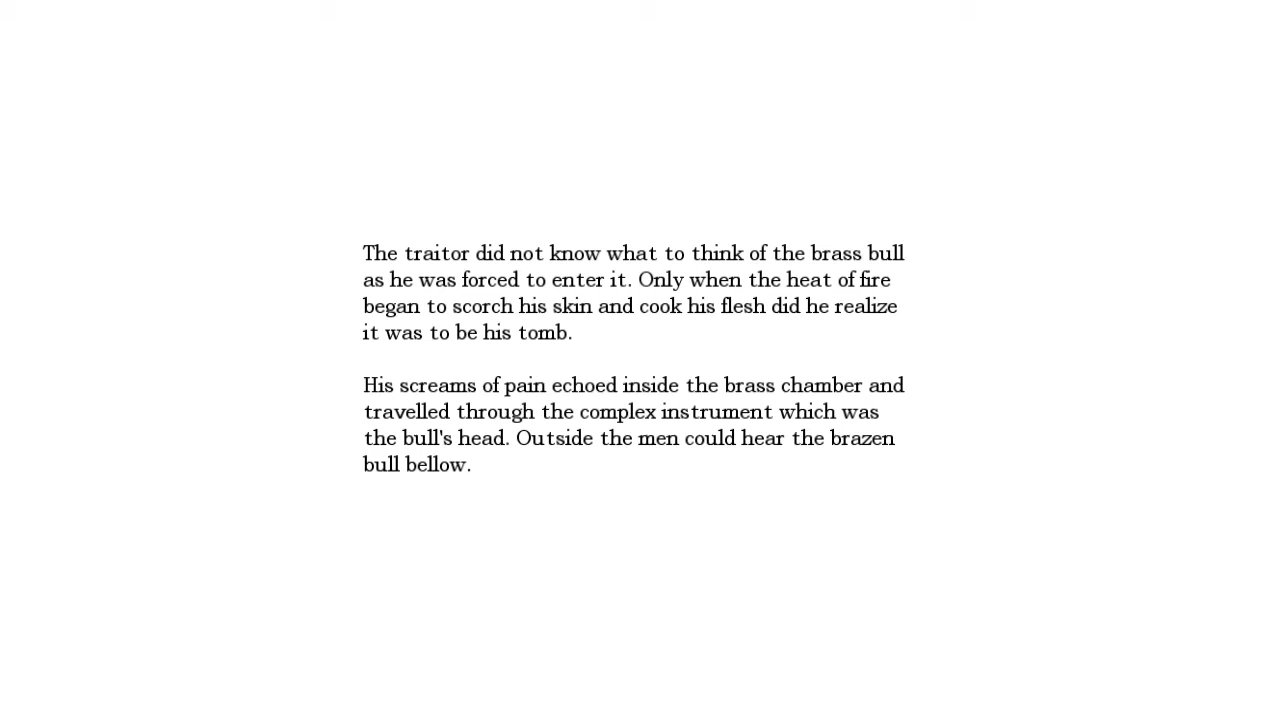 The traitor did not know what to think of the brass bull
as he was forced to enter it. Only when the heat of fire
began to scorch his skin and cook his flesh did he realize
it was to be his tomb.
His screams of pain echoed inside the brass chamber and
travelled through the complex instrument which was
the bull's head. Outside the men could hear the brazen
bull bellow.